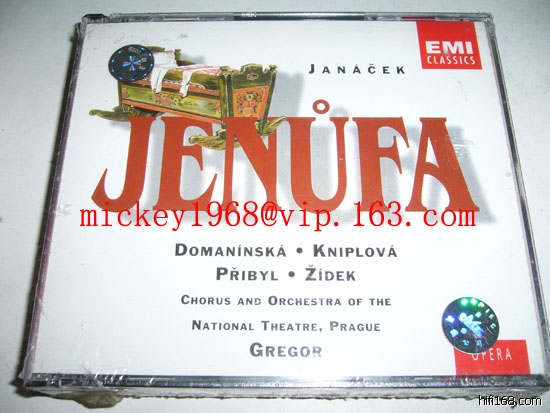 EMI
CLASSICS
JANÁČEK
JENŮFA
mickey1968@vip.163.com
DOMANÍNSKÁ • KNIPLOVÁ
PŘIBYL • ŽÍDEK
CHORUS AND ORCHESTRA OF THE
NATIONAL THEATRE, PRAGUE
GREGOR
OPERA
hifi168.com